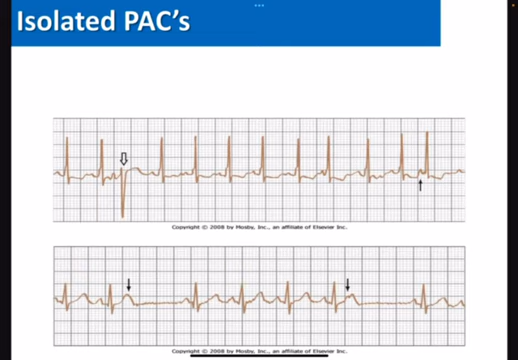 Isolated PAC's
Copyright © 2008 by Mosby, Inc., an affiliate of Elsevier Inc.
Copyright © 2008 by Mosby, Inc., an affiliate of Elsevier Inc.